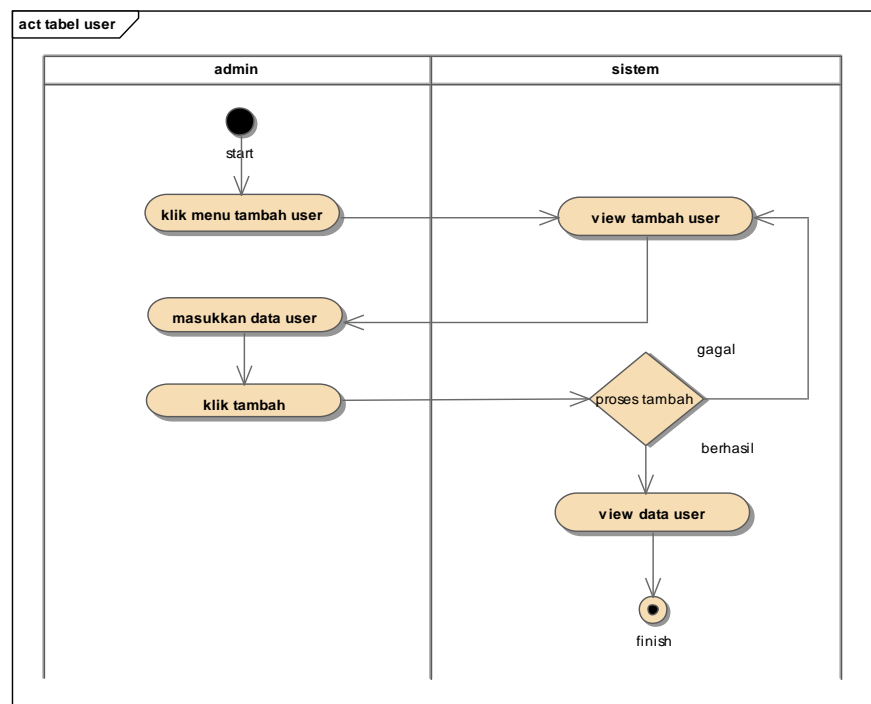 act tabel user
admin
sistem
start
klik menu tambah user
view tambah user
masukkan data user
gagal
klik tambah
proses tambah
berhasil
view data user
finish